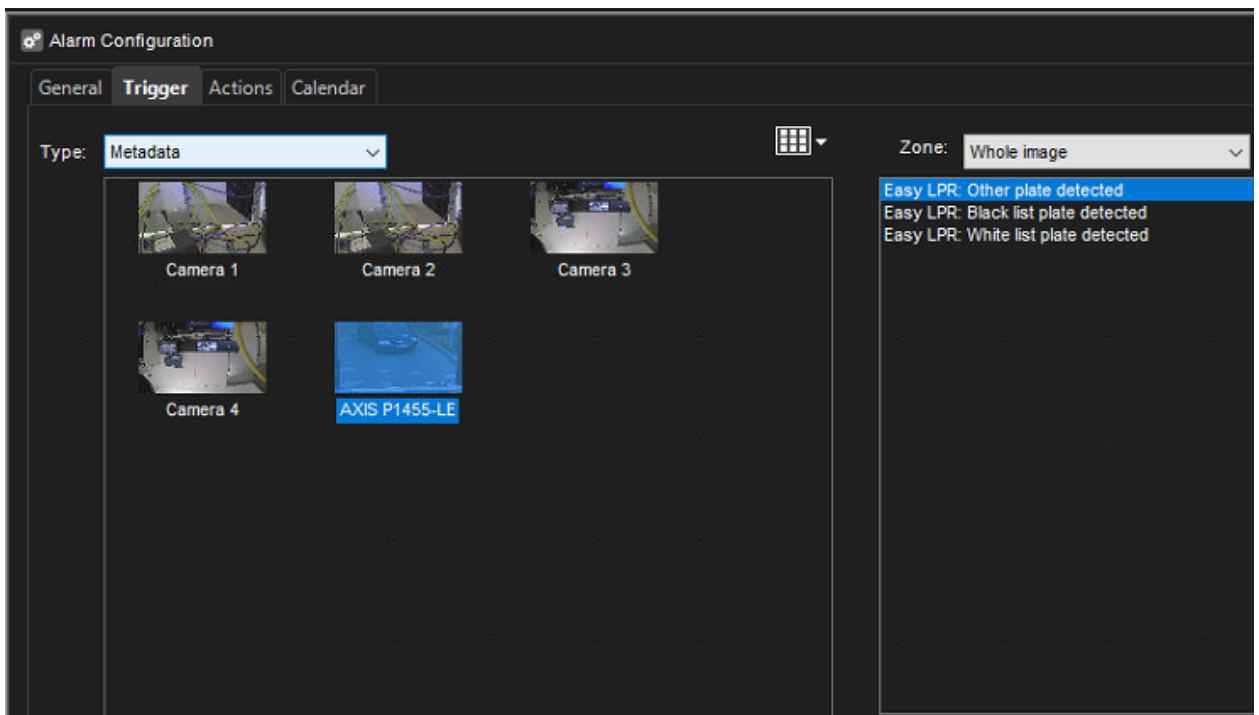 Alarm Configuration
General Trigger Actions Calendar
Type: Metadata
Zone: Whole image
Camera 1
Camera 2
Camera 3
Camera 4
AXIS P1455-LE
Easy LPR: Other plate detected
Easy LPR: Black list plate detected
Easy LPR: White list plate detected